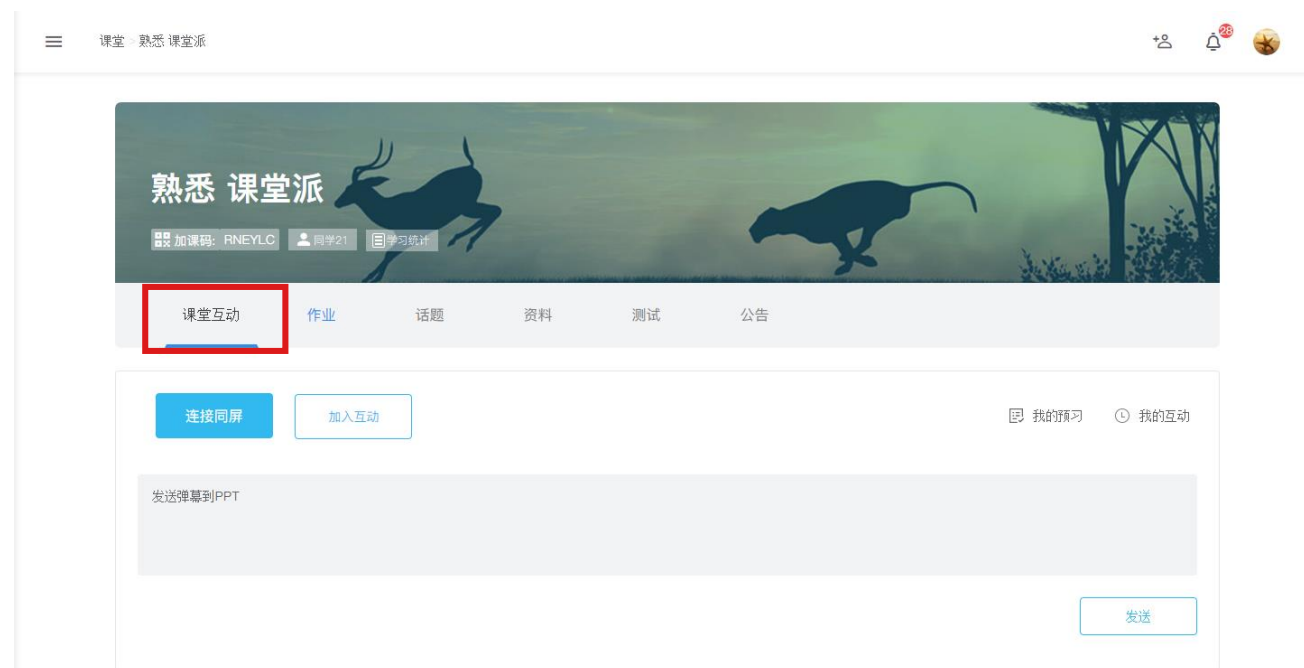 课堂 > 熟悉 课堂派
28
熟悉 课堂派
加课码: RNEYLC 同学21 学习统计
课堂互动 作业 话题 资料 测试 公告
连接同屏 加入互动 我的预习 我的互动
发送弹幕到PPT
发送